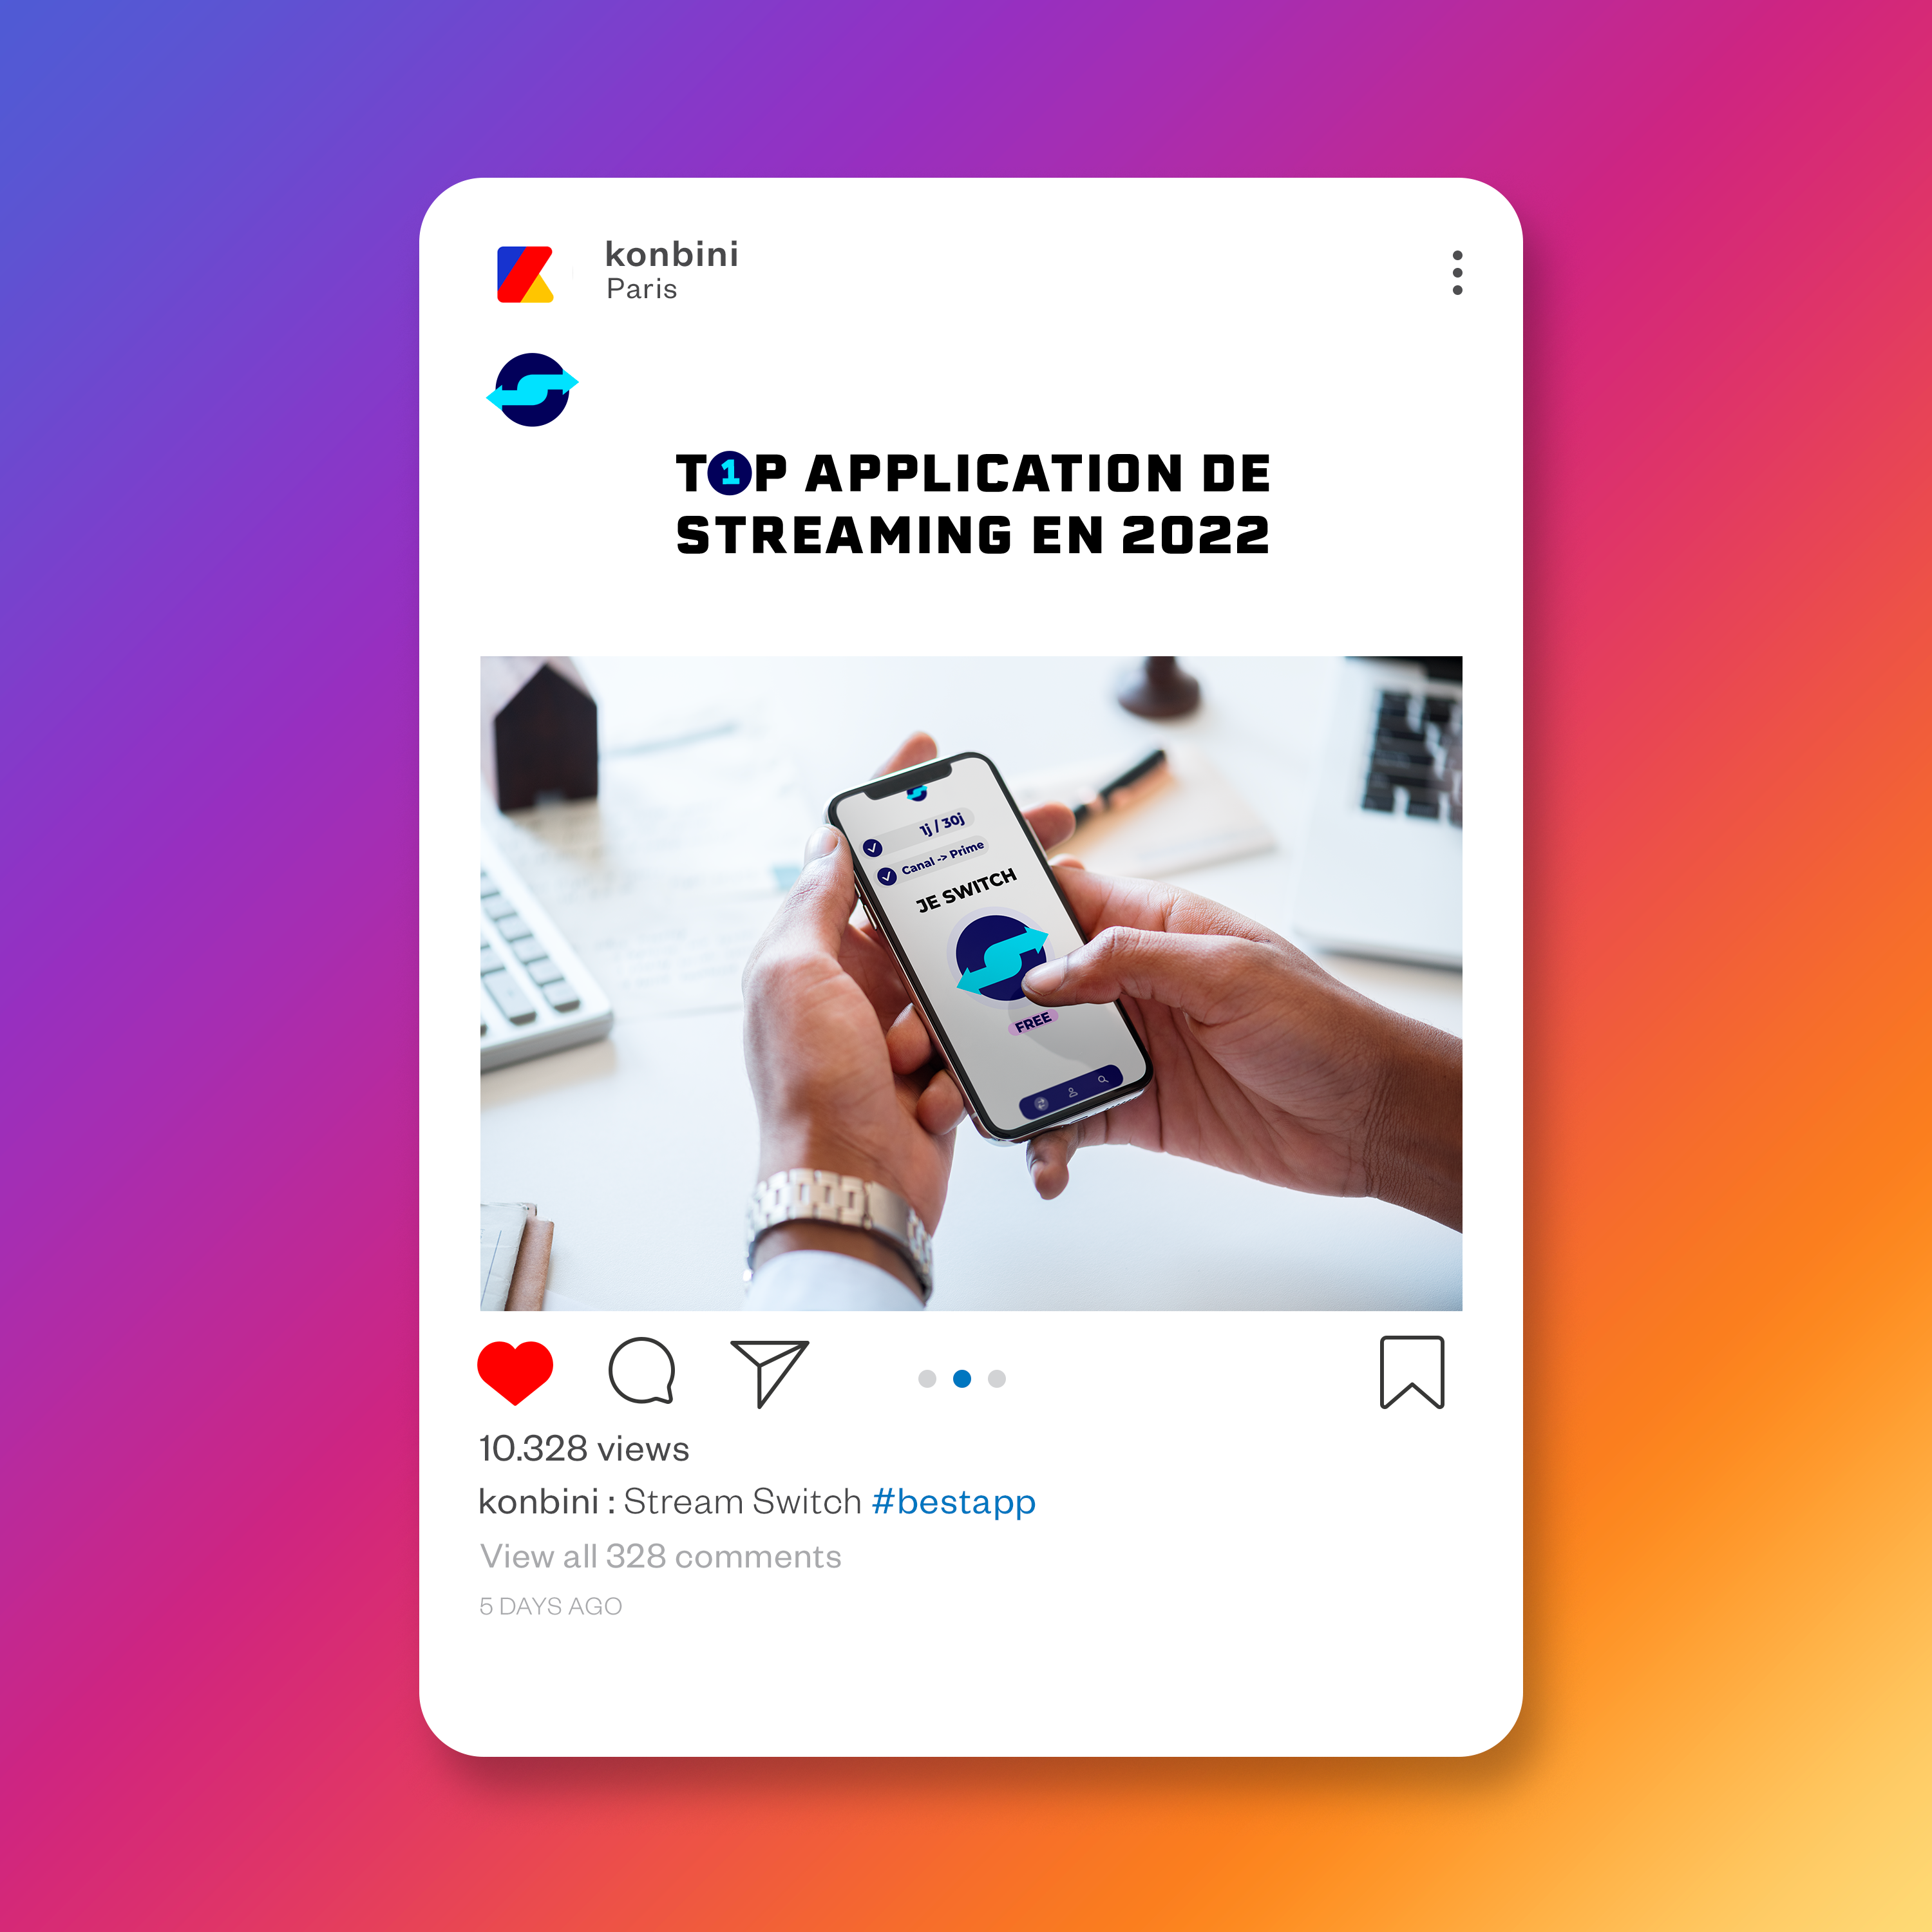 konbini
Paris
T1P APPLICATION DE
STREAMING EN 2022
1j / 30j
Canal -> Prime
JE SWITCH
FREE
10.328 views
konbini : Stream Switch #bestapp
View all 328 comments
5 DAYS AGO